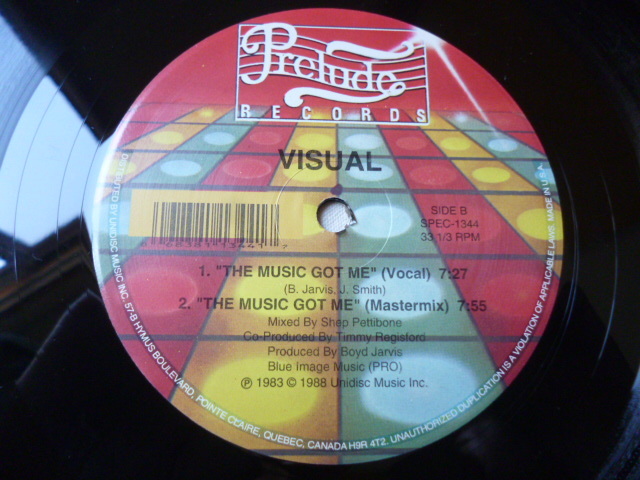 Prelude
RECORDS
VISUAL
SIDE B
SPEC-1344
33 1/3 RPM
1. "THE MUSIC GOT ME" (Vocal) 7:27
(B. Jarvis, J. Smith)
2. "THE MUSIC GOT ME" (Mastermix) 7:55
Mixed by Shep Pettibone
Co-Produced by Timmy Regisford
Produced by Boyd Jarvis
Blue Image Music (PRO)
℗ 1983 © 1988 Unidisc Music Inc.
DISTRIBUTED BY UNIDISC MUSIC INC. 57-B HYMUS BOULEVARD, POINTE CLAIRE, QUEBEC, CANADA H9R 4T2. UNAUTHORIZED DUPLICATION IS A VIOLATION OF APPLICABLE LAWS. MADE IN U.S.A.